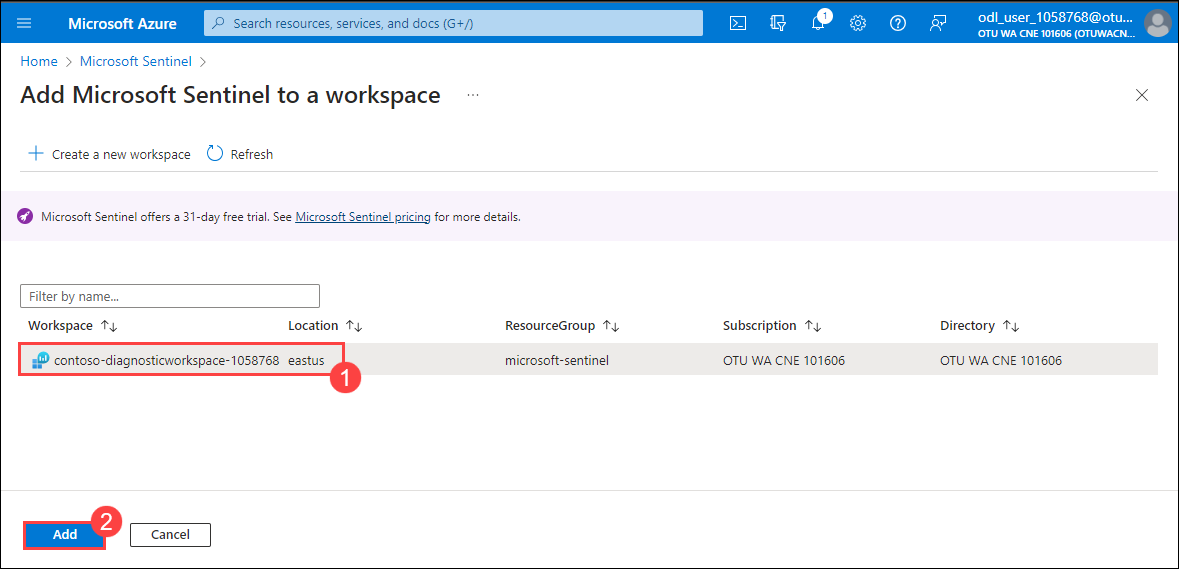 Microsoft Azure
Search resources, services, and docs (G+/)
1
odl_user_1058768@otu...
OTU WA CNE 101606 (OTUWACN...
Home > Microsoft Sentinel >
Add Microsoft Sentinel to a workspace ...
+ Create a new workspace Refresh
Microsoft Sentinel offers a 31-day free trial. See Microsoft Sentinel pricing for more details.
Filter by name...
Workspace ↑↓ Location ↑↓ ResourceGroup ↑↓ Subscription ↑↓ Directory ↑↓
contoso-diagnosticworkspace-1058768 eastus microsoft-sentinel OTU WA CNE 101606 OTU WA CNE 101606
1
2
Add Cancel